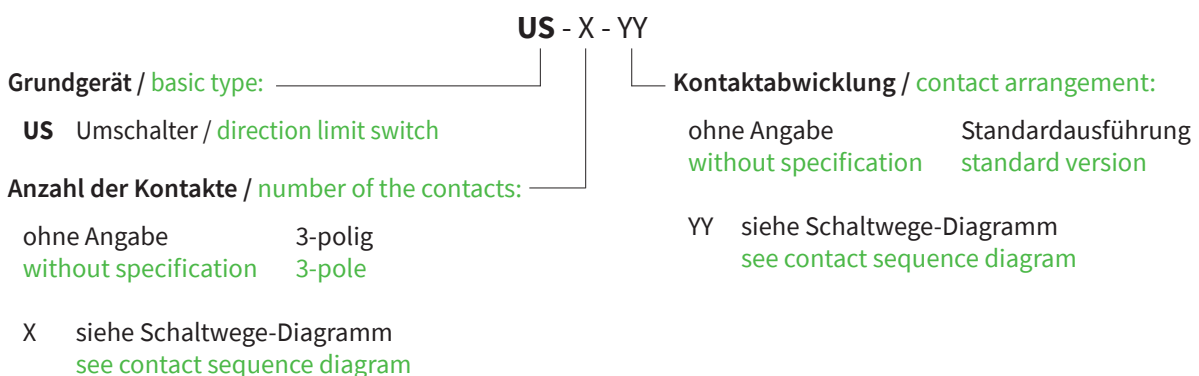 US - X - YY
Grundgerät / basic type:
US Umschalter / direction limit switch
Anzahl der Kontakte / number of the contacts:
ohne Angabe 3-polig
without specification 3-pole
X siehe Schaltwege-Diagramm
see contact sequence diagram
Kontaktabwicklung / contact arrangement:
ohne Angabe Standardausführung
without specification standard version
YY siehe Schaltwege-Diagramm
see contact sequence diagram